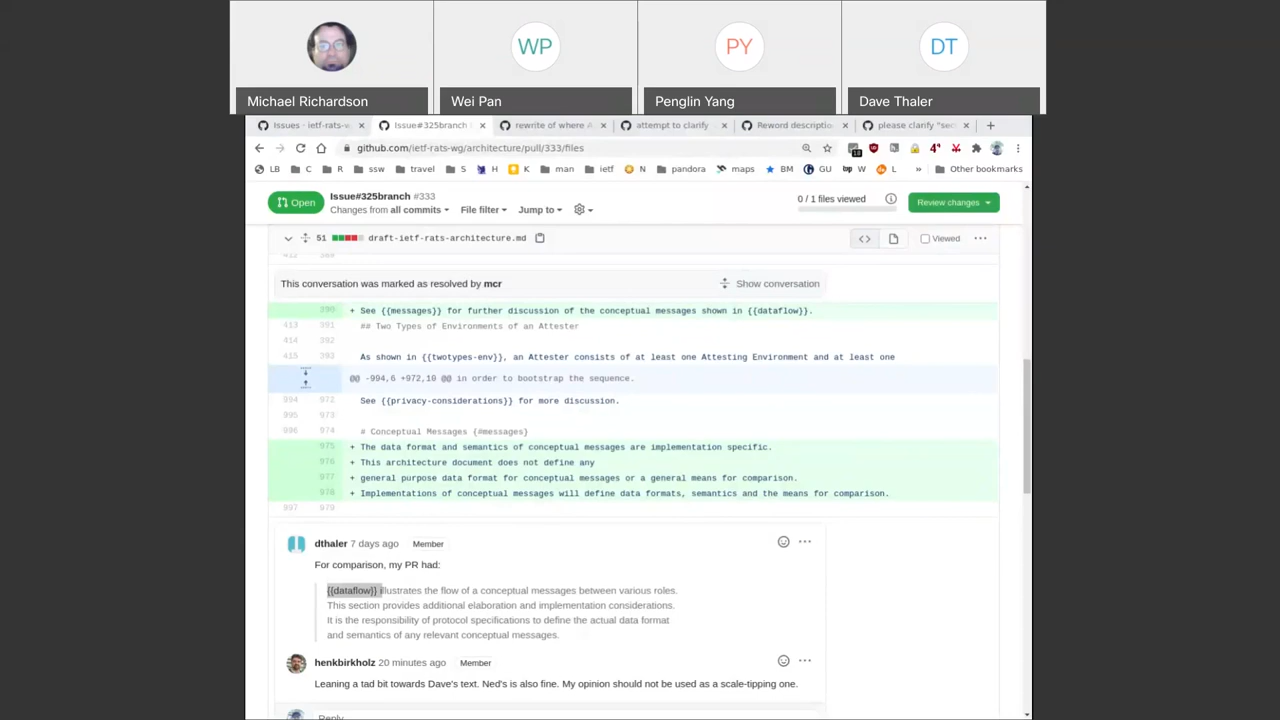 WP
PY
DT
Michael Richardson
Wei Pan
Penglin Yang
Dave Thaler
Issues · ietf-rats-w
Issue#325branch
rewrite of where A
attempt to clarify
Reword descriptio
please clarify "sec
github.com/ietf-rats-wg/architecture/pull/333/files
LB
C
R
ssw
travel
S
H
K
man
ietf
N
pandora
maps
BM
GU
W
L
»
Other bookmarks
Open
Issue#325branch #333
Changes from all commits
File filter
Jump to
0 / 1 files viewed
Review changes
51
draft-ietf-rats-architecture.md
Viewed
412 389
This conversation was marked as resolved by mcr
Show conversation
390 + See {{messages}} for further discussion of the conceptual messages shown in {{dataflow}}.
413 391 ## Two Types of Environments of an Attester
414 392
415 393 As shown in {{twotypes-env}}, an Attester consists of at least one Attesting Environment and at least one
@@ -994,6 +972,10 @@ in order to bootstrap the sequence.
994 972 See {{privacy-considerations}} for more discussion.
995 973
996 974 # Conceptual Messages {#messages}
975 + The data format and semantics of conceptual messages are implementation specific.
976 + This architecture document does not define any
977 + general purpose data format for conceptual messages or a general means for comparison.
978 + Implementations of conceptual messages will define data formats, semantics and the means for comparison.
997 979
dthaler 7 days ago Member
For comparison, my PR had:
{{dataflow}} illustrates the flow of a conceptual messages between various roles.
This section provides additional elaboration and implementation considerations.
It is the responsibility of protocol specifications to define the actual data format
and semantics of any relevant conceptual messages.
henkbirkholz 20 minutes ago Member
Leaning a tad bit towards Dave's text. Ned's is also fine. My opinion should not be used as a scale-tipping one.
Reply